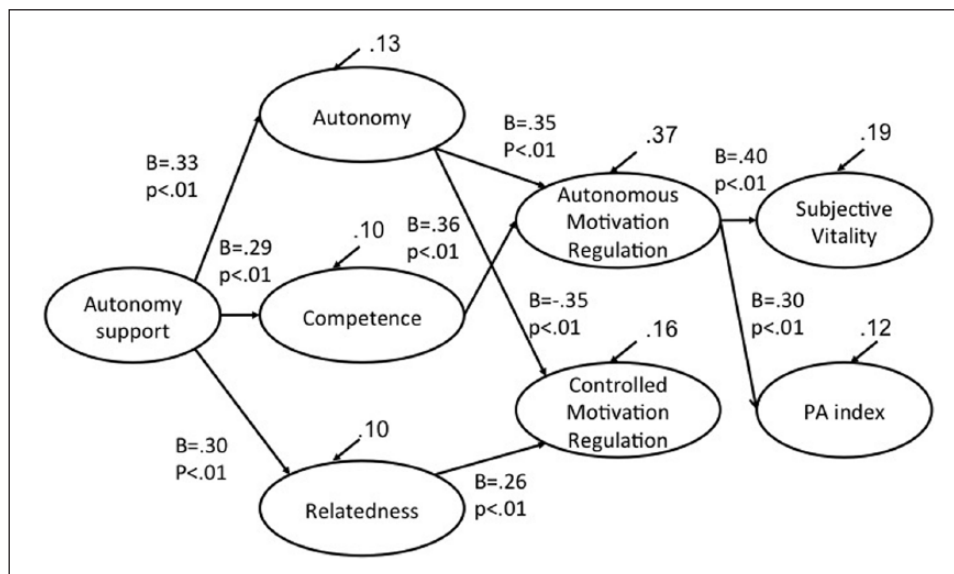 .13
Autonomy
B=.33
p<.01
B=.35
P<.01
.37
Autonomous
Motivation
Regulation
B=.40
p<.01
.19
Subjective
Vitality
B=.29
p<.01
.10
Competence
B=.36
p<.01
Autonomy
support
B=-.35
p<.01
.16
Controlled
Motivation
Regulation
B=.30
p<.01
.12
PA index
B=.30
P<.01
.10
Relatedness
B=.26
p<.01